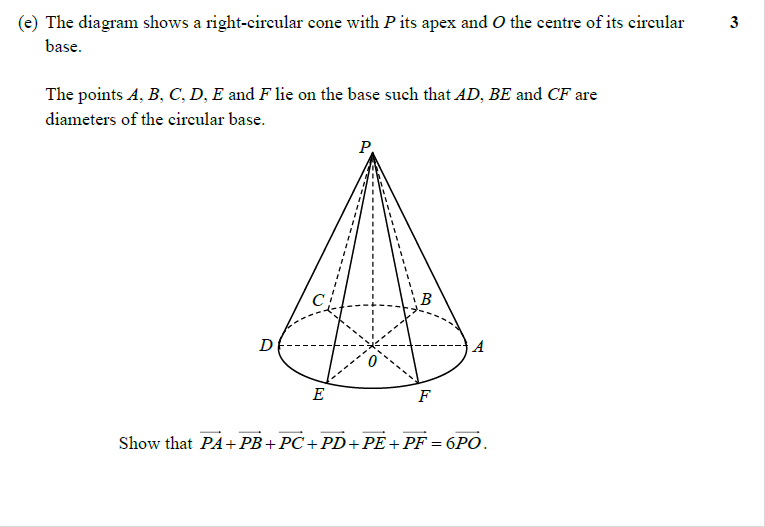 (e) The diagram shows a right-circular cone with P its apex and O the centre of its circular 3
base.
The points A, B, C, D, E and F lie on the base such that AD, BE and CF are
diameters of the circular base.
P
C
B
D
A
0
E
F
Show that $\overrightarrow{PA}+\overrightarrow{PB}+\overrightarrow{PC}+\overrightarrow{PD}+\overrightarrow{PE}+\overrightarrow{PF}=6\overrightarrow{PO}$.